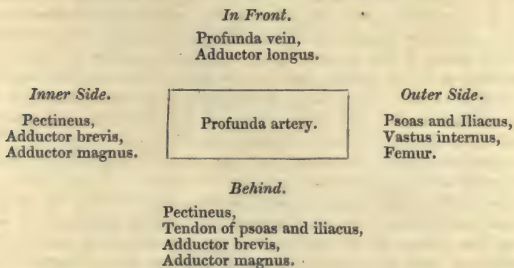 In Front.
Profunda vein,
Adductor longus.
Inner Side.
Pectineus,
Adductor brevis,
Adductor magnus.
Profunda artery.
Outer Side.
Psoas and Iliacus,
Vastus internus,
Femur.
Behind.
Pectineus,
Tendon of psoas and iliacus,
Adductor brevis,
Adductor magnus.